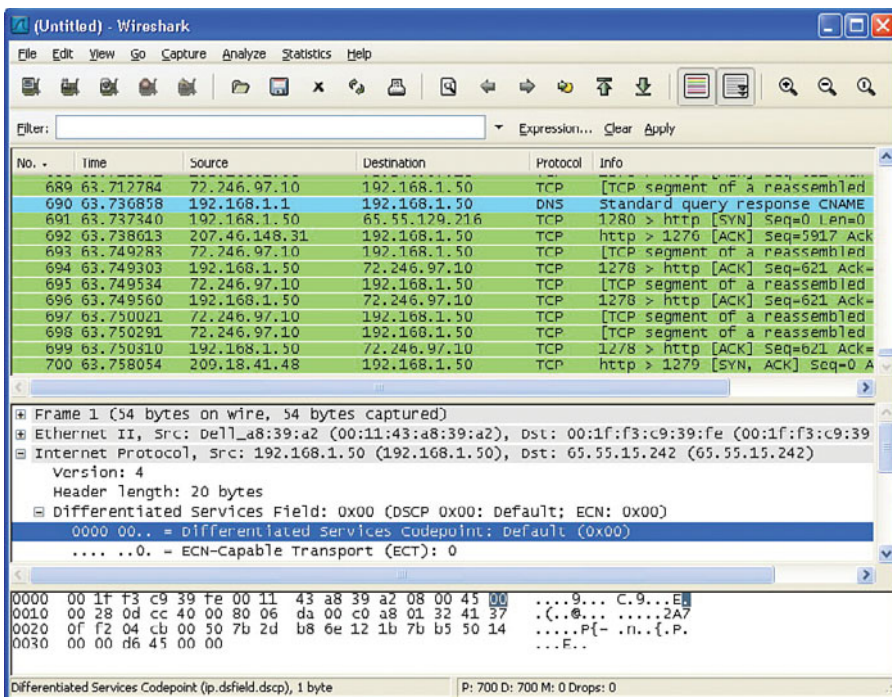 (Untitled) - Wireshark
File Edit View Go Capture Analyze Statistics Help
Filter: Expression... Clear Apply
No. Time Source Destination Protocol Info
689 63.712784 72.246.97.10 192.168.1.50 TCP [TCP segment of a reassembled
690 63.736858 192.168.1.1 192.168.1.50 DNS Standard query response CNAME
691 63.737340 192.168.1.50 65.55.129.216 TCP 1280 > http [SYN] Seq=0 Len=0
692 63.738613 207.46.148.31 192.168.1.50 TCP http > 1276 [ACK] Seq=5917 Ack
693 63.749283 72.246.97.10 192.168.1.50 TCP [TCP segment of a reassembled
694 63.749303 192.168.1.50 72.246.97.10 TCP 1278 > http [ACK] Seq=621 Ack=
695 63.749534 72.246.97.10 192.168.1.50 TCP [TCP segment of a reassembled
696 63.749560 192.168.1.50 72.246.97.10 TCP 1278 > http [ACK] Seq=621 Ack=
697 63.750021 72.246.97.10 192.168.1.50 TCP [TCP segment of a reassembled
698 63.750291 72.246.97.10 192.168.1.50 TCP [TCP segment of a reassembled
699 63.750310 192.168.1.50 72.246.97.10 TCP 1278 > http [ACK] Seq=621 Ack=
700 63.758054 209.18.41.48 192.168.1.50 TCP http > 1279 [SYN, ACK] Seq=0 A
Frame 1 (54 bytes on wire, 54 bytes captured)
Ethernet II, Src: Dell_a8:39:a2 (00:11:43:a8:39:a2), Dst: 00:1f:f3:c9:39:fe (00:1f:f3:c9:39
Internet Protocol, Src: 192.168.1.50 (192.168.1.50), Dst: 65.55.15.242 (65.55.15.242)
Version: 4
Header length: 20 bytes
Differentiated Services Field: 0x00 (DSCP 0x00: Default; ECN: 0x00)
0000 00.. = Differentiated Services Codepoint: Default (0x00)
.... ..0. = ECN-Capable Transport (ECT): 0
0000 00 1f f3 c9 39 fe 00 11 43 a8 39 a2 08 00 45 00 ....9... C.9...E.
0010 00 28 0d cc 40 00 80 06 da 00 c0 a8 01 32 41 37 .(..@... .....2A7
0020 0f f2 04 cb 00 50 7b 2d b8 6e 12 1b 7b b5 50 14 .....P{- .n..{.P.
0030 00 00 d6 45 00 00 ...E..
Differentiated Services Codepoint (ip.dsfield.dscp), 1 byte P: 700 D: 700 M: 0 Drops: 0